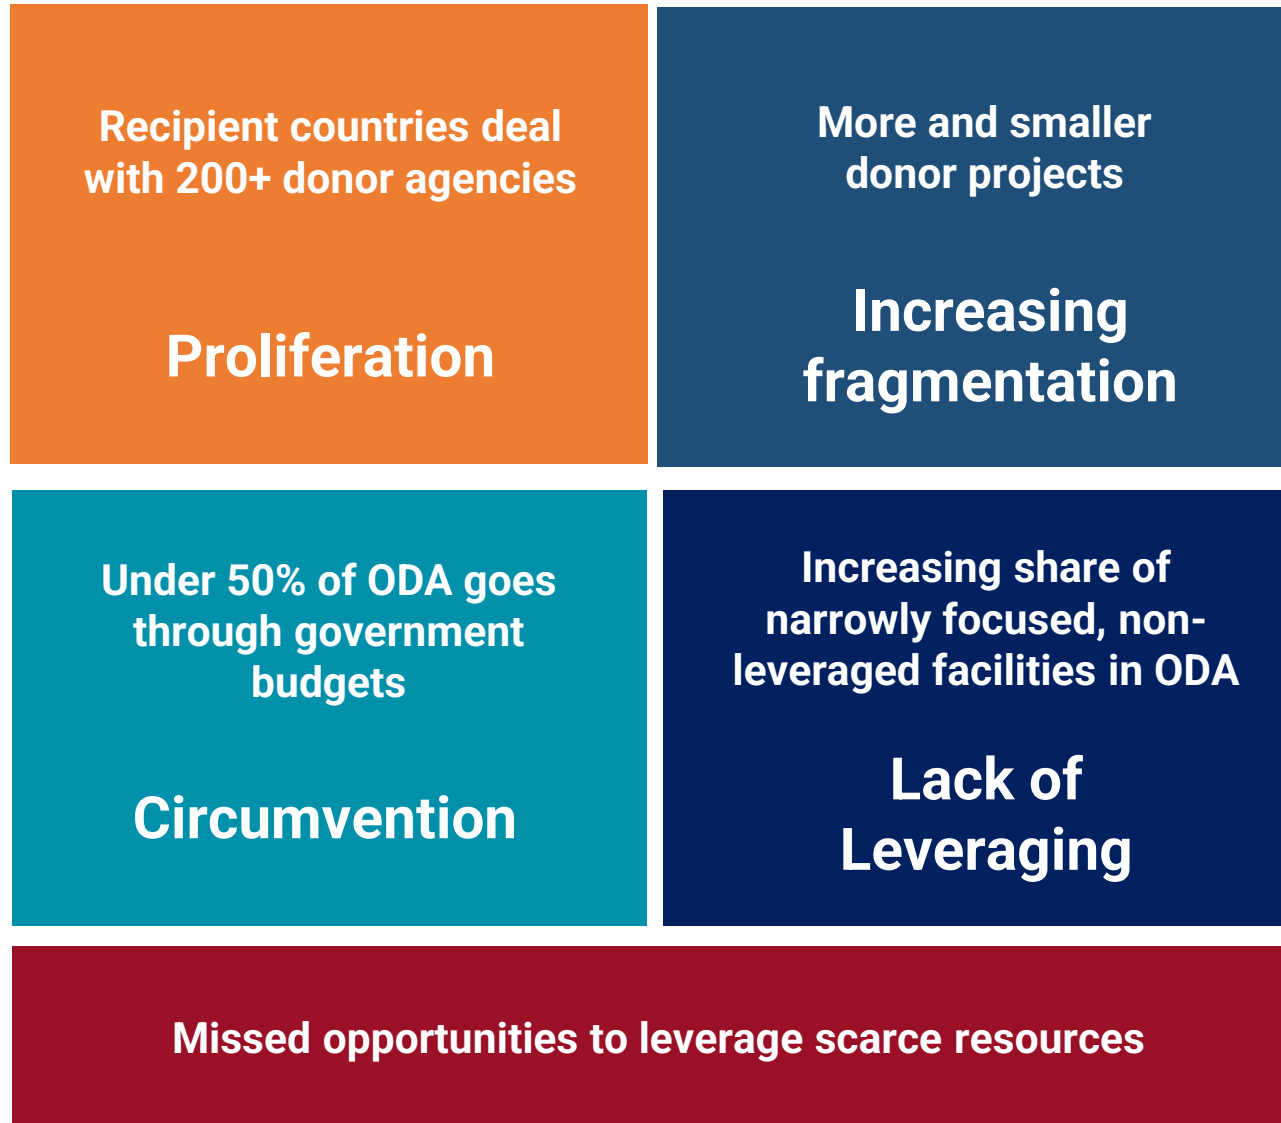 Recipient countries deal
with 200+ donor agencies
Proliferation
More and smaller
donor projects
Increasing
fragmentation
Under 50% of ODA goes
through government
budgets
Circumvention
Increasing share of
narrowly focused, non-
leveraged facilities in ODA
Lack of
Leveraging
Missed opportunities to leverage scarce resources